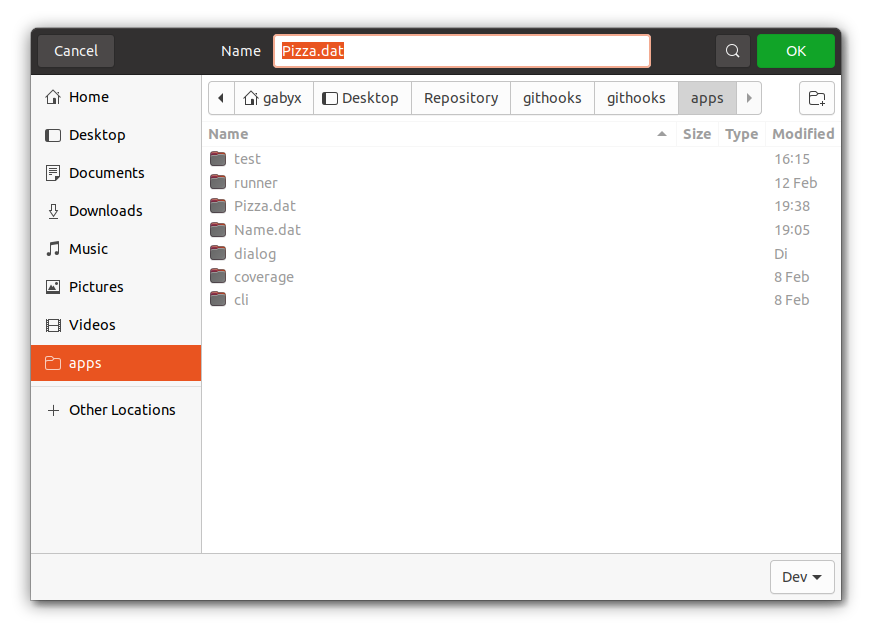 Cancel Name Pizza.dat OK
Home
Desktop
Documents
Downloads
Music
Pictures
Videos
apps
Other Locations
gabyx Desktop Repository githooks githooks apps
Name Size Type Modified
test 16:15
runner 12 Feb
Pizza.dat 19:38
Name.dat 19:05
dialog Di
coverage 8 Feb
cli 8 Feb
Dev